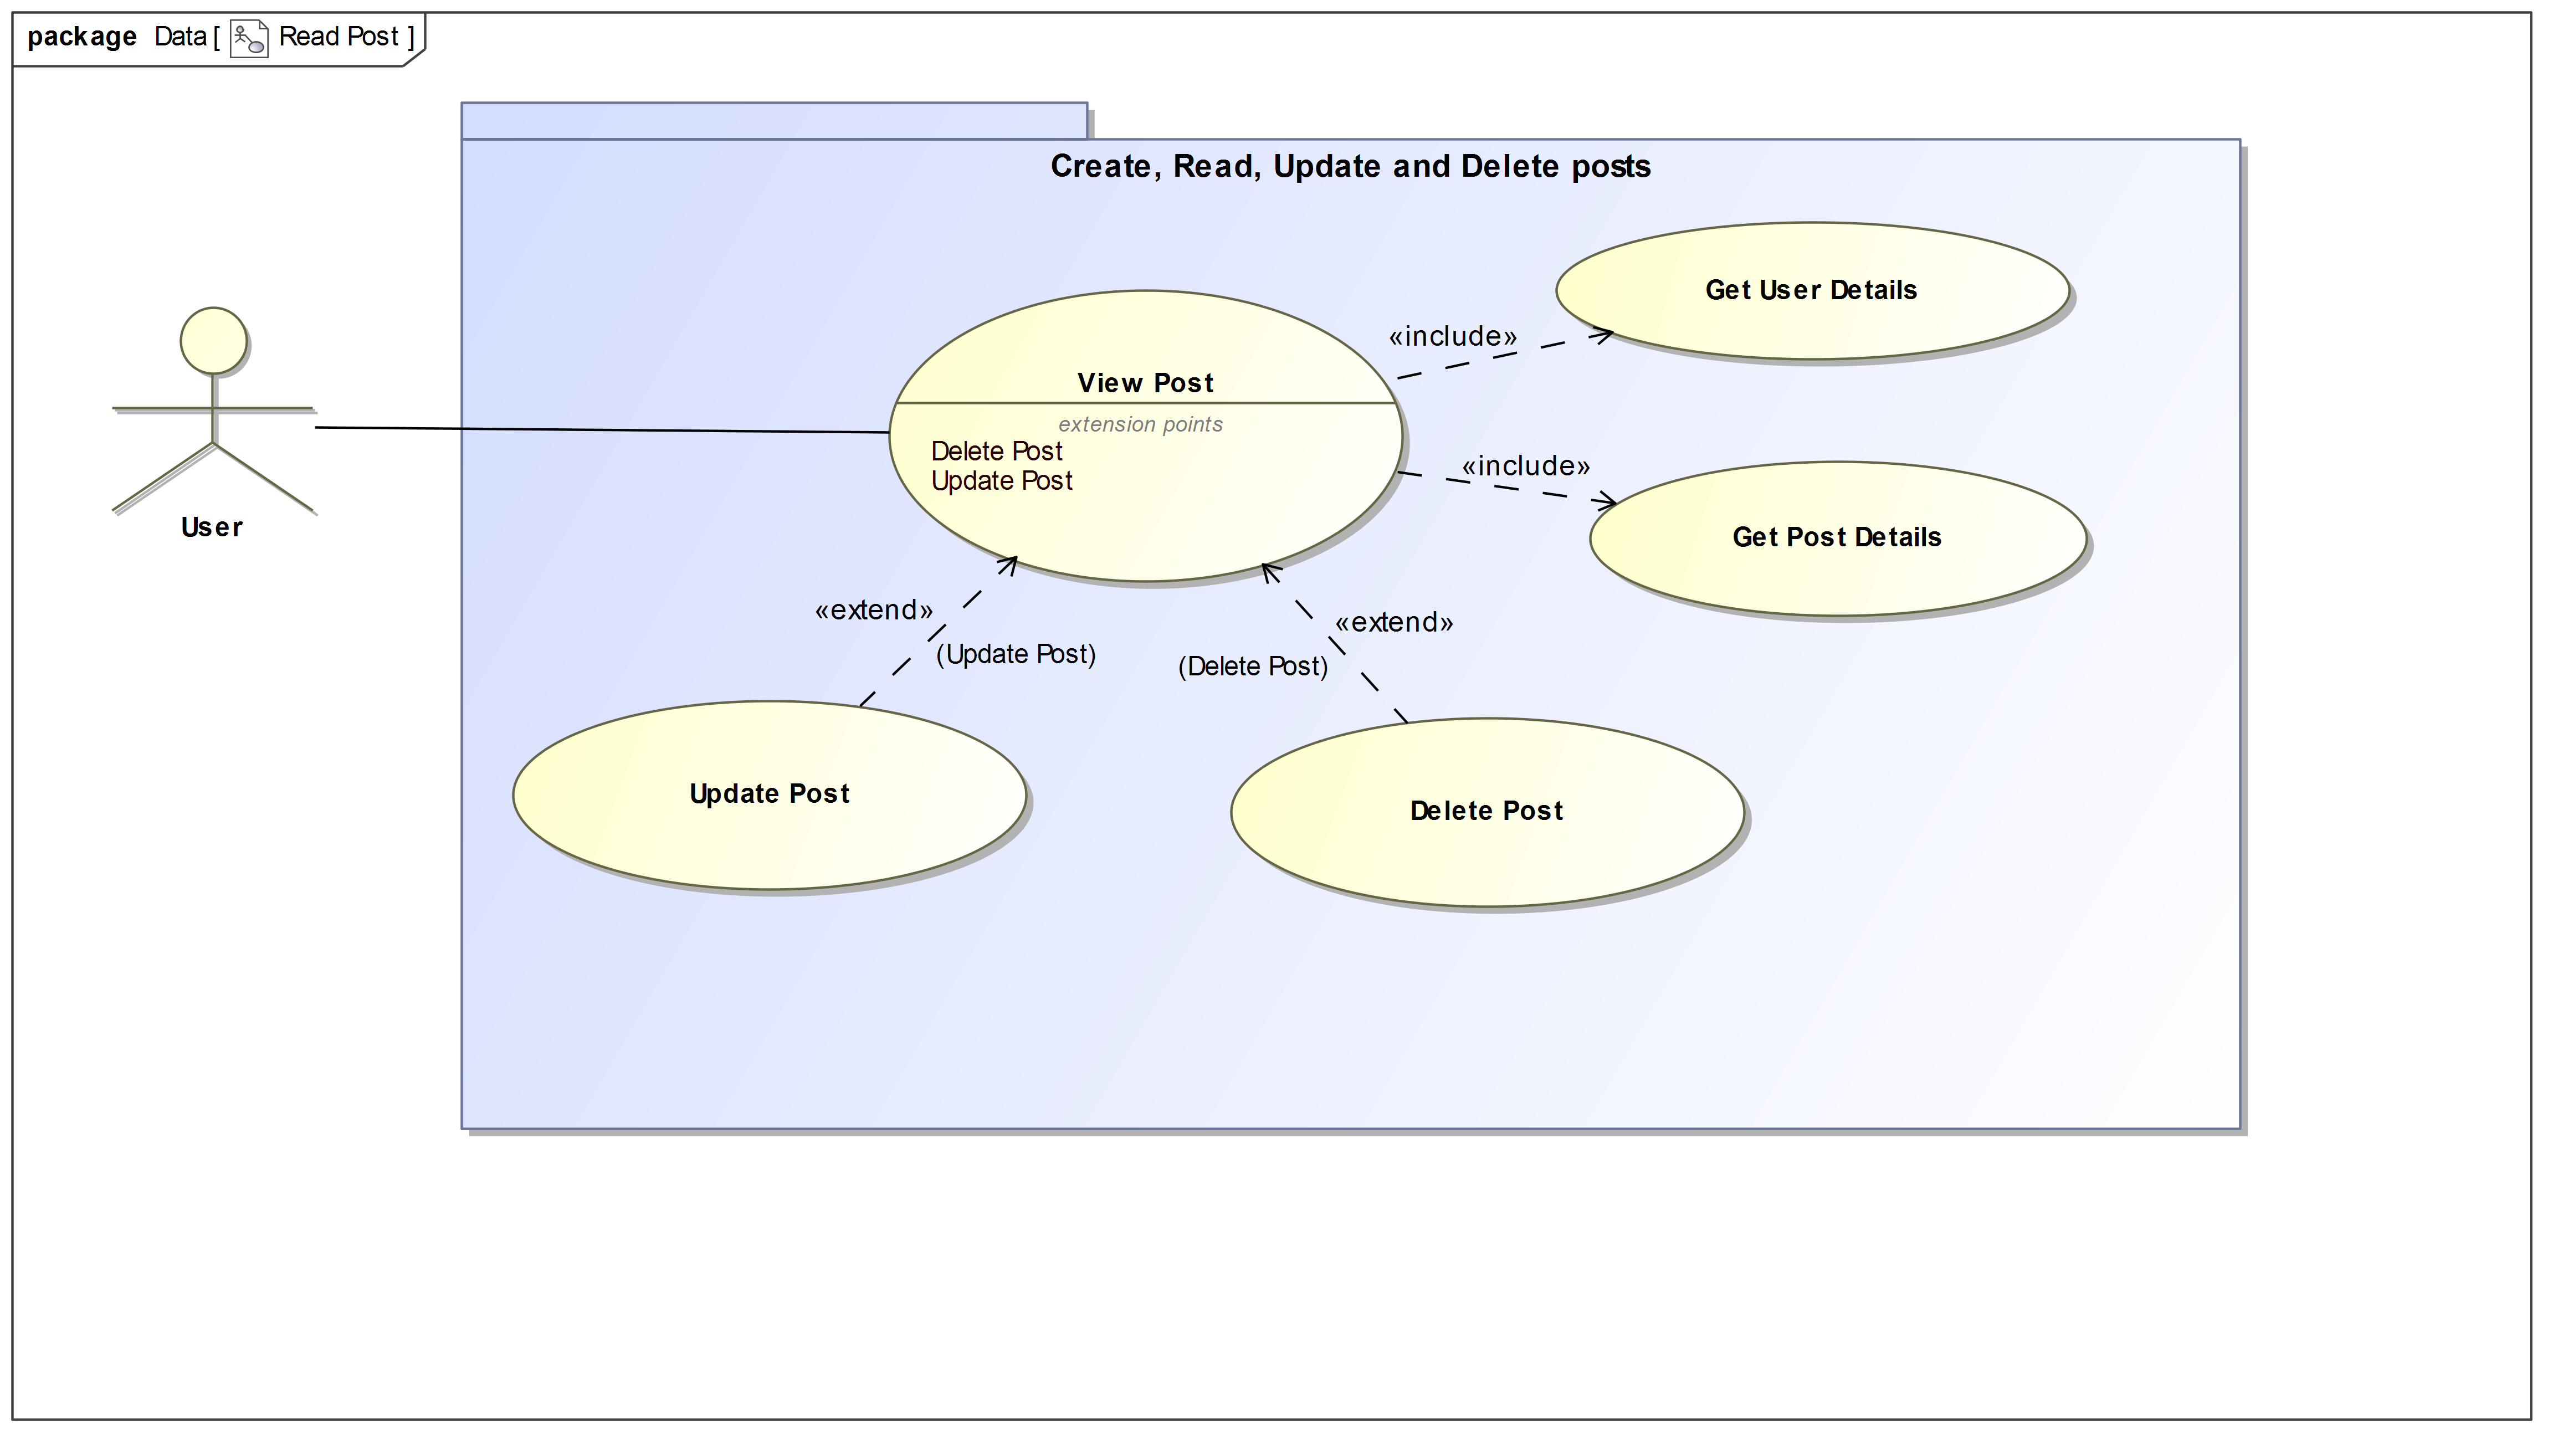 package Data [ Read Post ]
Create, Read, Update and Delete posts
Get User Details
«include»
View Post
extension points
Delete Post
Update Post
«include»
Get Post Details
User
«extend»
(Update Post)
«extend»
(Delete Post)
Update Post
Delete Post